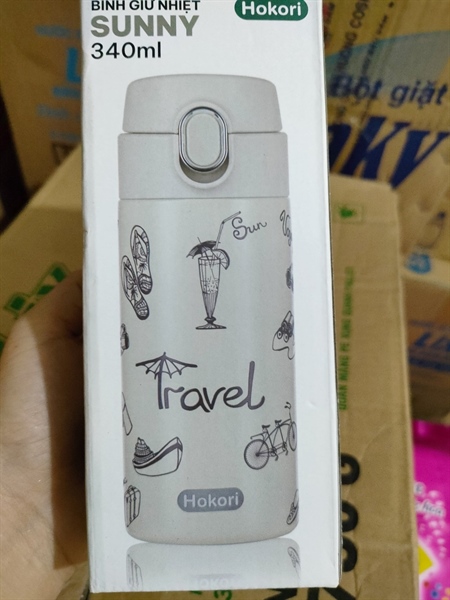 BÌNH GIỮ NHIỆT
SUNNY
340ml
Hokori
Bột giặt
Sun
Travel
Hokori